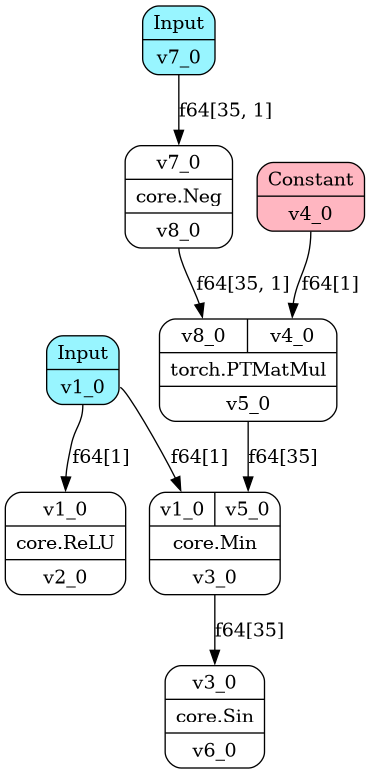 Input
v7_0
f64[35, 1]
v7_0
core.Neg
v8_0
Constant
v4_0
f64[35, 1]
f64[1]
v8_0 v4_0
torch.PTMatMul
v5_0
Input
v1_0
f64[1]
f64[1]
f64[35]
v1_0
core.ReLU
v2_0
v1_0 v5_0
core.Min
v3_0
f64[35]
v3_0
core.Sin
v6_0